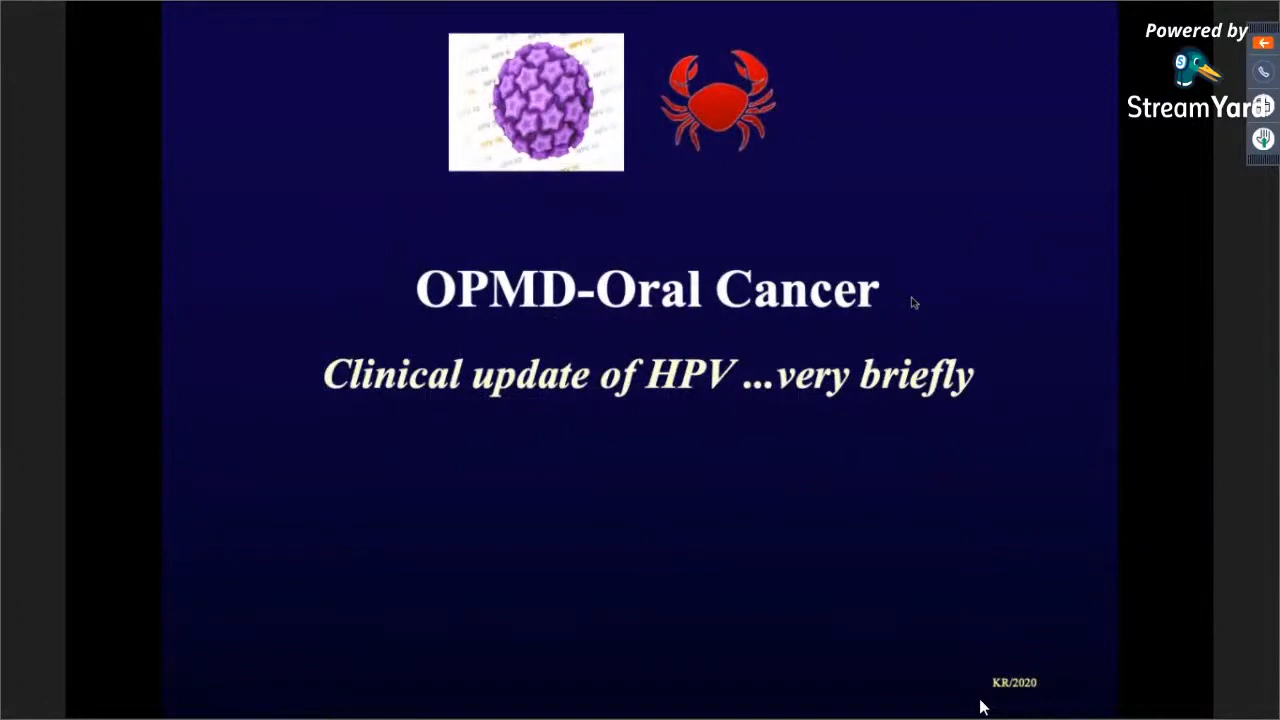 Powered by
StreamYard
OPMD-Oral Cancer
Clinical update of HPV ...very briefly
KR/2020